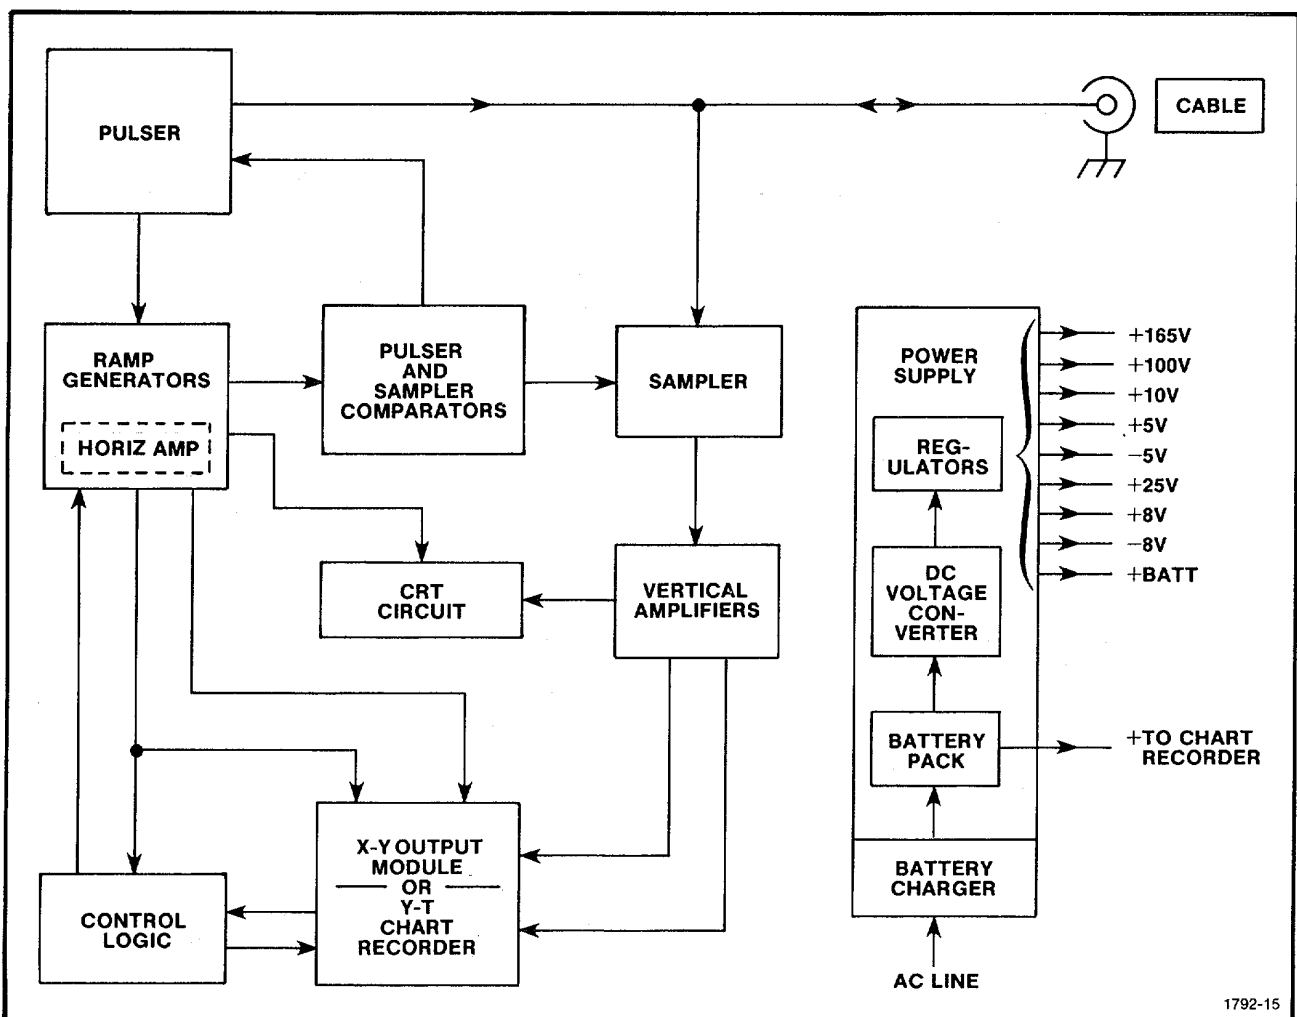 PULSER
CABLE
RAMP
GENERATORS
HORIZ AMP
PULSER
AND
SAMPLER
COMPARATORS
SAMPLER
CRT
CIRCUIT
VERTICAL
AMPLIFIERS
X-Y OUTPUT
MODULE
OR
Y-T
CHART
RECORDER
CONTROL
LOGIC
POWER
SUPPLY
REG-
ULATORS
DC
VOLTAGE
CON-
VERTER
BATTERY
PACK
BATTERY
CHARGER
AC LINE
+165V
+100V
+10V
+5V
−5V
+25V
+8V
−8V
+BATT
+TO CHART
RECORDER
1792-15